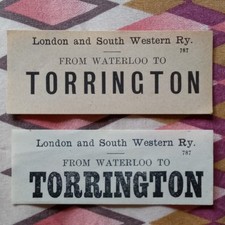 London and South Western Ry.
787
FROM WATERLOO TO
TORRINGTON
London and South Western Ry.
787
FROM WATERLOO TO
TORRINGTON